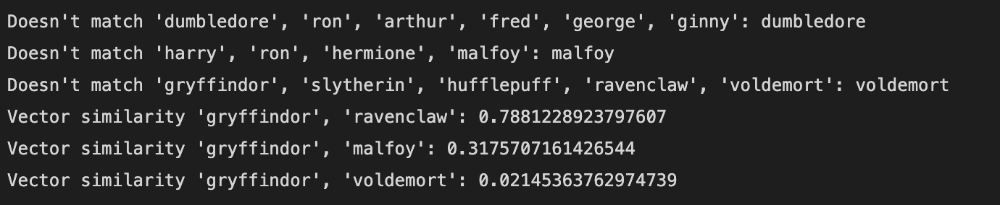 Doesn't match 'dumbledore', 'ron', 'arthur', 'fred', 'george', 'ginny': dumbledore
Doesn't match 'harry', 'ron', 'hermione', 'malfoy': malfoy
Doesn't match 'gryffindor', 'slytherin', 'hufflepuff', 'ravenclaw', 'voldemort': voldemort
Vector similarity 'gryffindor', 'ravenclaw': 0.7881228923797607
Vector similarity 'gryffindor', 'malfoy': 0.3175707161426544
Vector similarity 'gryffindor', 'voldemort': 0.02145363762974739